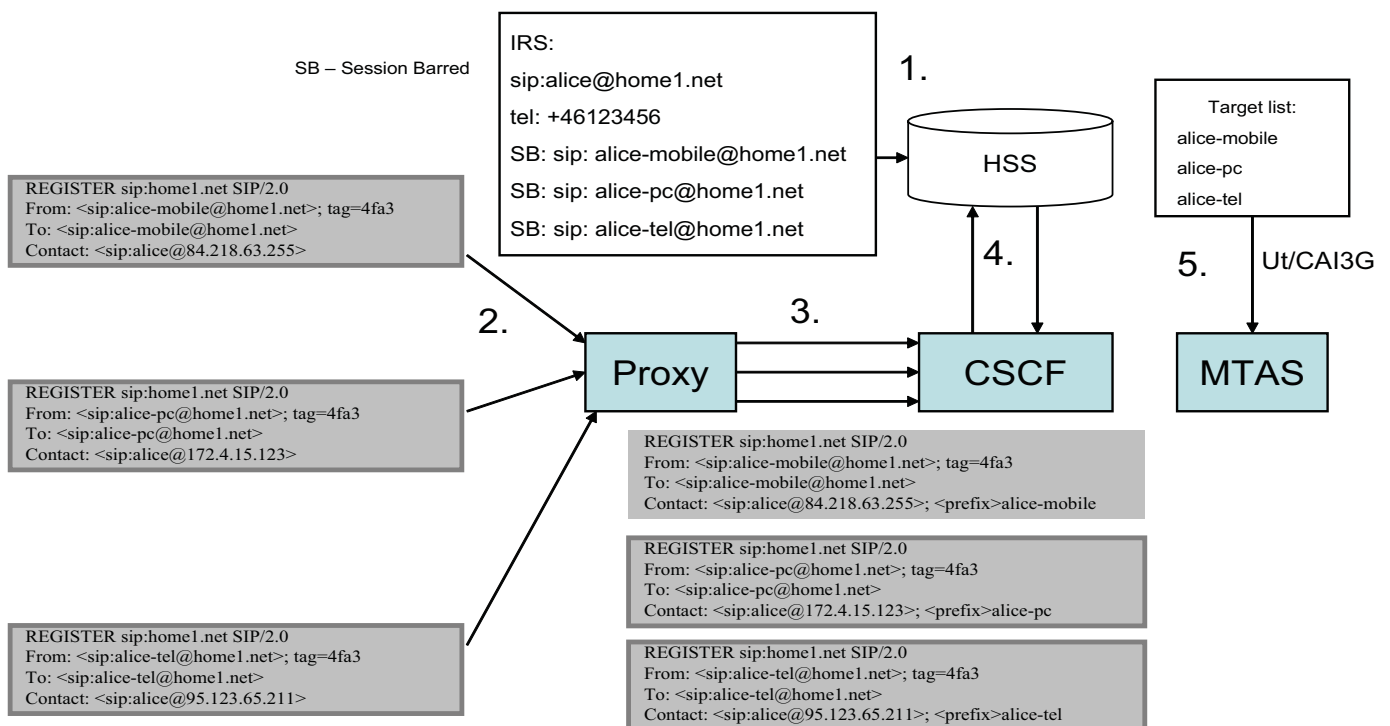 SB – Session Barred
IRS:
sip:alice@home1.net
tel: +46123456
SB: sip: alice-mobile@home1.net
SB: sip: alice-pc@home1.net
SB: sip: alice-tel@home1.net
1.
HSS
Target list:
alice-mobile
alice-pc
alice-tel
REGISTER sip:home1.net SIP/2.0
From: <sip:alice-mobile@home1.net>; tag=4fa3
To: <sip:alice-mobile@home1.net>
Contact: <sip:alice@84.218.63.255>
4.
5.
Ut/CAI3G
2.
3.
Proxy
CSCF
MTAS
REGISTER sip:home1.net SIP/2.0
From: <sip:alice-pc@home1.net>; tag=4fa3
To: <sip:alice-pc@home1.net>
Contact: <sip:alice@172.4.15.123>
REGISTER sip:home1.net SIP/2.0
From: <sip:alice-mobile@home1.net>; tag=4fa3
To: <sip:alice-mobile@home1.net>
Contact: <sip:alice@84.218.63.255>; <prefix>alice-mobile
REGISTER sip:home1.net SIP/2.0
From: <sip:alice-pc@home1.net>; tag=4fa3
To: <sip:alice-pc@home1.net>
Contact: <sip:alice@172.4.15.123>; <prefix>alice-pc
REGISTER sip:home1.net SIP/2.0
From: <sip:alice-tel@home1.net>; tag=4fa3
To: <sip:alice-tel@home1.net>
Contact: <sip:alice@95.123.65.211>
REGISTER sip:home1.net SIP/2.0
From: <sip:alice-tel@home1.net>; tag=4fa3
To: <sip:alice-tel@home1.net>
Contact: <sip:alice@95.123.65.211>; <prefix>alice-tel